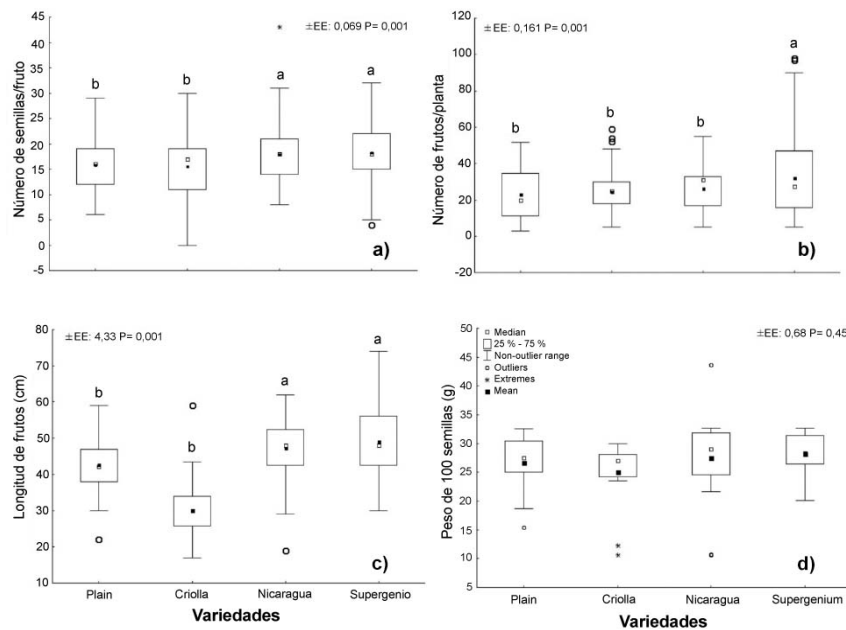 ±EE: 0,069 P= 0,001
Número de semillas/fruto
45
40
35
30
25
20
15
10
5
0
-5
b
b
a
a
a)
±EE: 0,161 P= 0,001
Número de frutos/planta
120
100
80
60
40
20
0
-20
b
b
b
a
b)
±EE: 4,33 P= 0,001
Longitud de frutos (cm)
80
70
60
50
40
30
20
10
b
b
a
a
c)
Plain Criolla Nicaragua Supergenio
Variedades
±EE: 0,68 P= 0,45
Peso de 100 semillas (g)
50
45
40
35
30
25
20
15
10
5
0
Median
25 % - 75 %
Non-outlier range
Outliers
Extremes
Mean
d)
Plain Criolla Nicaragua Supergenium
Variedades